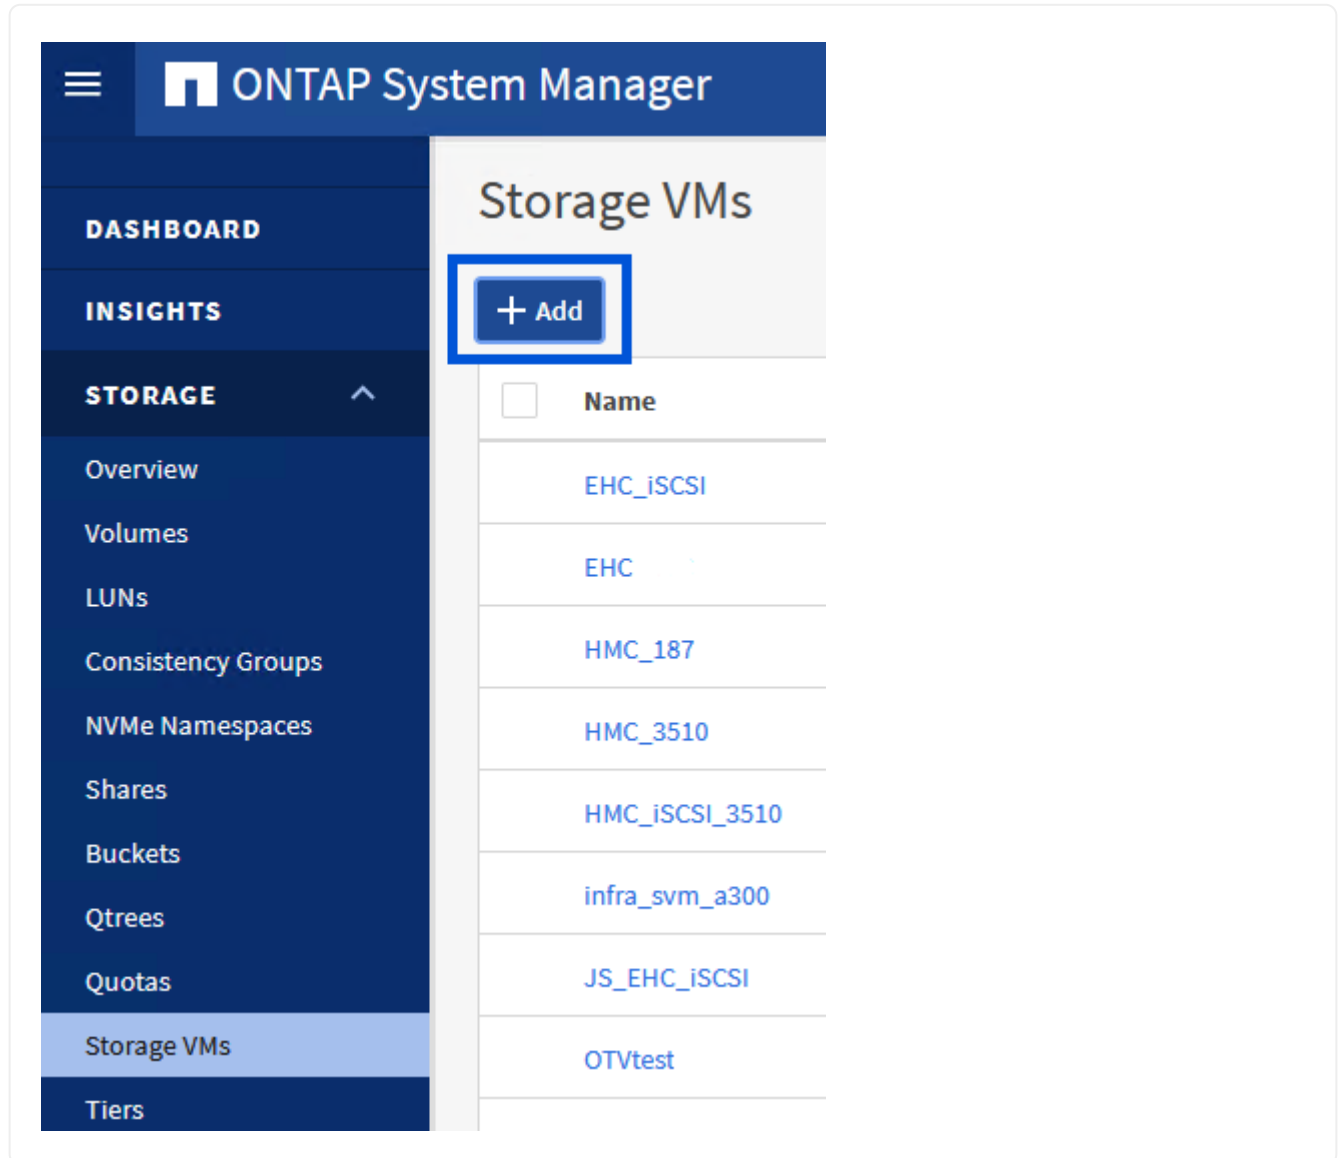 ONTAP System Manager
DASHBOARD
INSIGHTS
STORAGE
Overview
Volumes
LUNs
Consistency Groups
NVMe Namespaces
Shares
Buckets
Qtrees
Quotas
Storage VMs
Tiers
Storage VMs
+ Add
Name
EHC_iSCSI
EHC
HMC_187
HMC_3510
HMC_iSCSI_3510
infra_svm_a300
JS_EHC_iSCSI
OTVtest